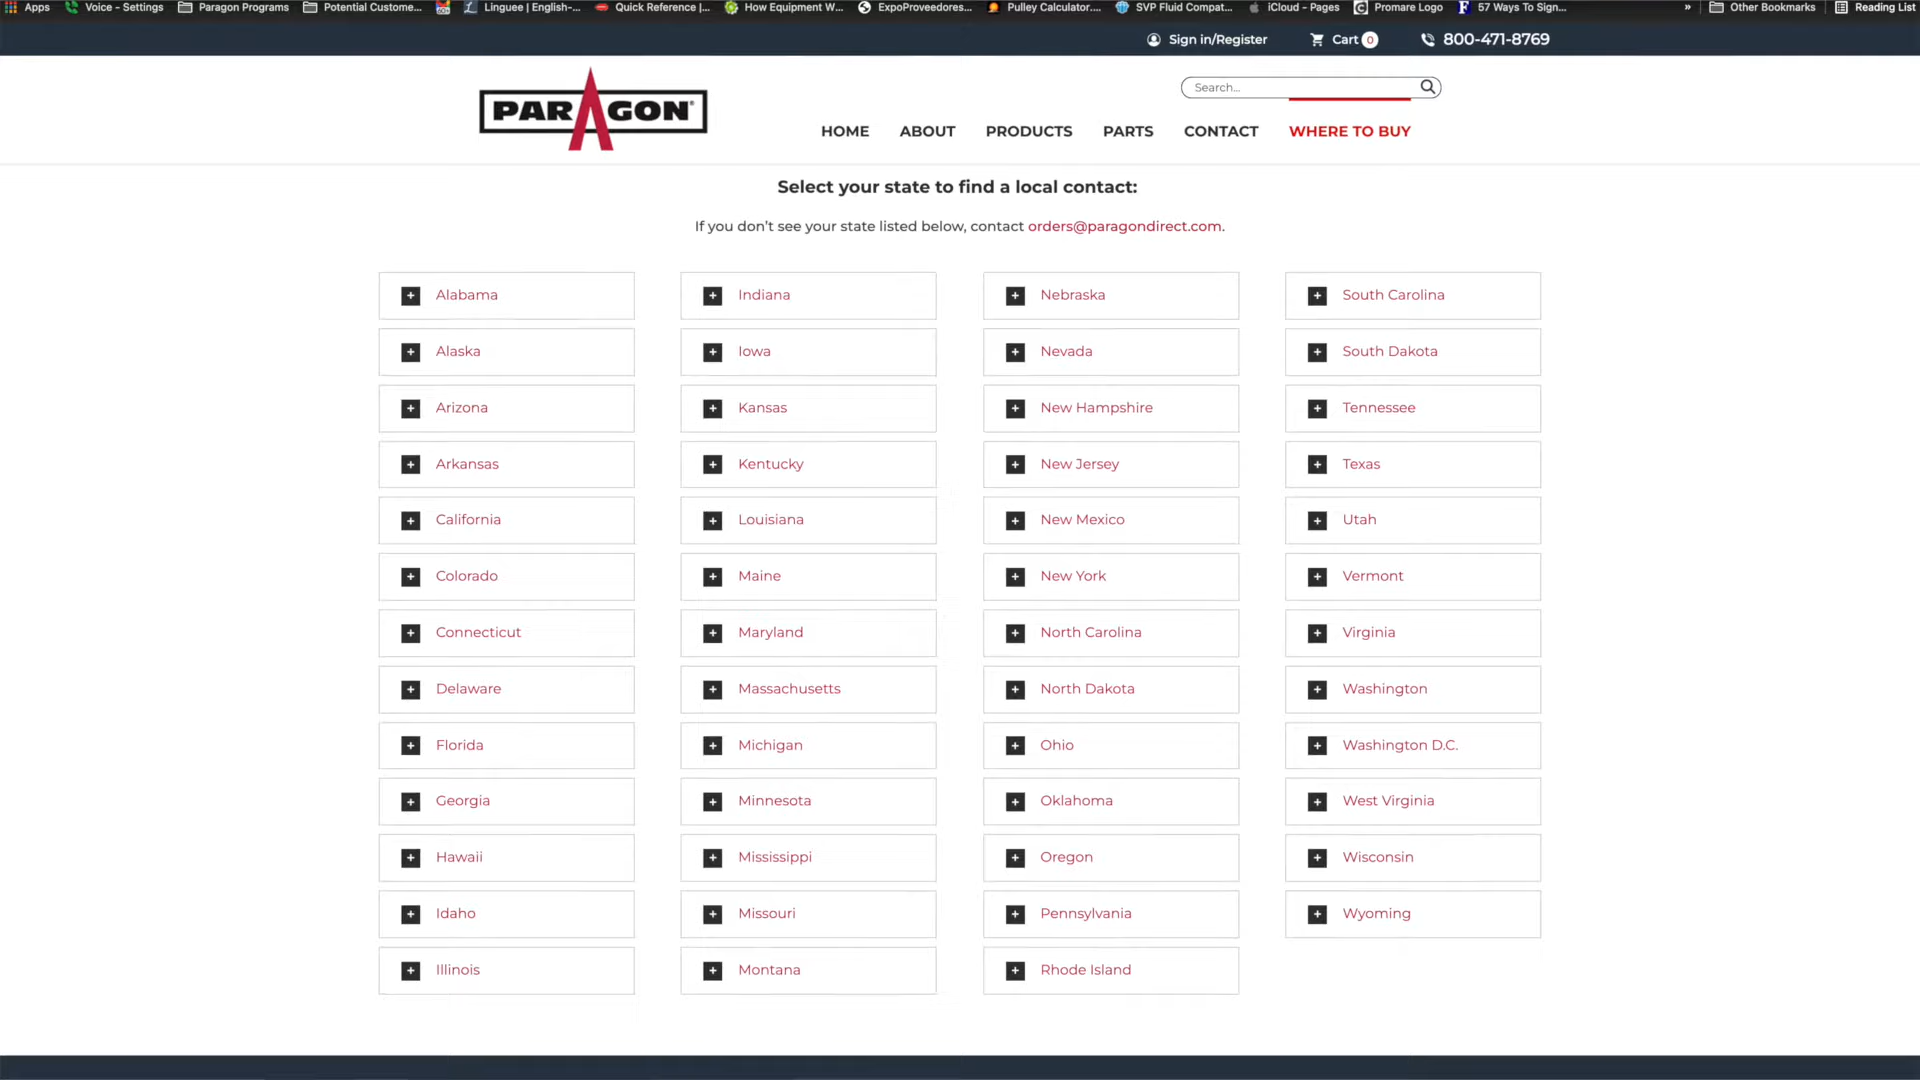 Apps Voice – Settings Paragon Programs Potential Custome... Linguee | English-... Quick Reference |... How Equipment W... ExpoProveedores... Pulley Calculator.... SVP Fluid Compat... iCloud - Pages Promare Logo 57 Ways To Sign... » Other Bookmarks Reading List
Sign in/Register Cart 0 800-471-8769
PARAGON®
Search...
HOME ABOUT PRODUCTS PARTS CONTACT WHERE TO BUY
Select your state to find a local contact:
If you don't see your state listed below, contact orders@paragondirect.com.
Alabama
Alaska
Arizona
Arkansas
California
Colorado
Connecticut
Delaware
Florida
Georgia
Hawaii
Idaho
Illinois
Indiana
Iowa
Kansas
Kentucky
Louisiana
Maine
Maryland
Massachusetts
Michigan
Minnesota
Mississippi
Missouri
Montana
Nebraska
Nevada
New Hampshire
New Jersey
New Mexico
New York
North Carolina
North Dakota
Ohio
Oklahoma
Oregon
Pennsylvania
Rhode Island
South Carolina
South Dakota
Tennessee
Texas
Utah
Vermont
Virginia
Washington
Washington D.C.
West Virginia
Wisconsin
Wyoming